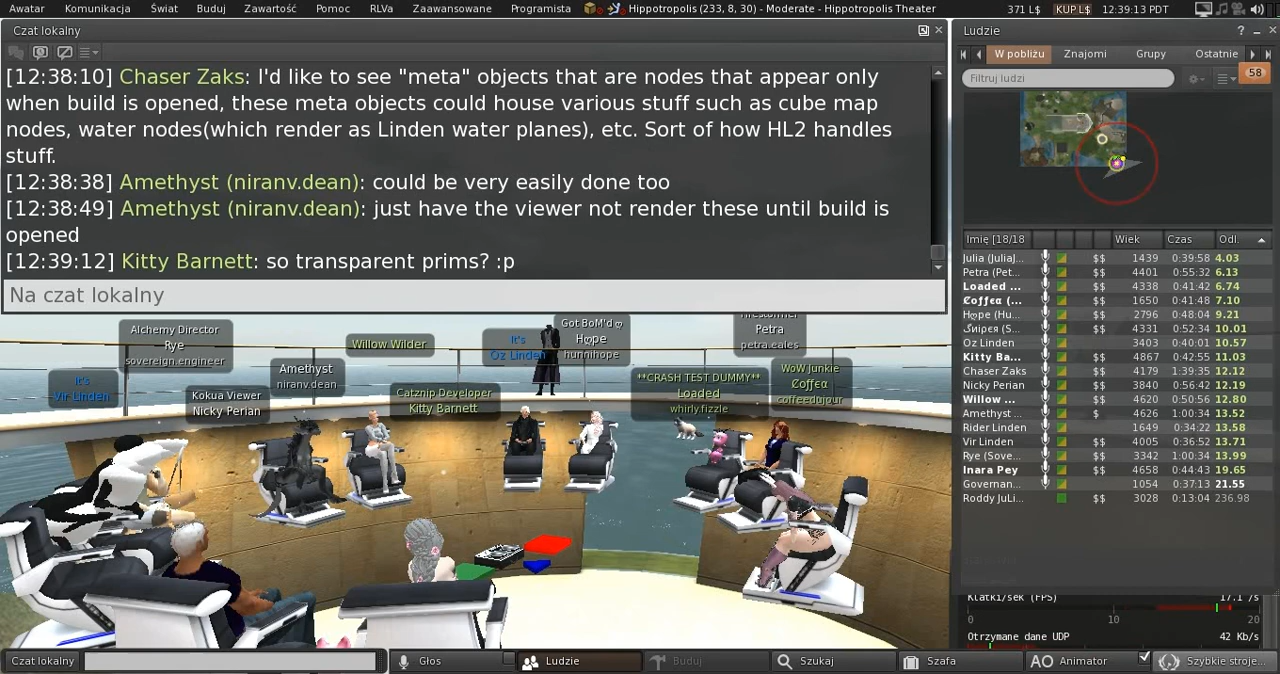 Awatar Komunikacja Świat Buduj Zawartość Pomoc RLVa Zaawansowane Programista Hippotropolis (233, 8, 30) - Moderate - Hippotropolis Theater 371 L$ KUP L$ 12:39:13 PDT
Czat lokalny
[12:38:10] Chaser Zaks: I'd like to see "meta" objects that are nodes that appear only
when build is opened, these meta objects could house various stuff such as cube map
nodes, water nodes(which render as Linden water planes), etc. Sort of how HL2 handles
stuff.
[12:38:38] Amethyst (niranv.dean): could be very easily done too
[12:38:49] Amethyst (niranv.dean): just have the viewer not render these until build is
opened
[12:39:12] Kitty Barnett: so transparent prims? :p
Na czat lokalny
Alchemy Director
Rye
sovereign.engineer
It's
Vir Linden
Kokua Viewer
Nicky Perian
Amethyst
niranv.dean
Willow Wilder
Catznip Developer
Kitty Barnett
It's
Oz Linden
Got BoM'd ღ
Hღpe
hunnihope
**CRASH TEST DUMMY**
Loaded
whirly.fizzle
Petra
petra.eales
WoW Junkie
Ȼσƒƒєα
coffeedujour
Ludzie
W pobliżu Znajomi Grupy Ostatnie
58
Filtruj ludzi
Imię [18/18 Wiek Czas Odl.
Julia (JuliaJ... $$ 1439 0:39:58 4.03
Petra (Pet... $$ 4401 0:55:32 6.13
Loaded ... $$ 4338 0:41:42 6.74
Ȼσƒƒєα (... $$ 1650 0:41:48 7.10
Hღpe (Hu... $$ 2796 0:48:04 9.21
(S... $$ 4331 0:52:34 10.01
Oz Linden 3403 0:40:01 10.57
Kitty Ba... $$ 4867 0:42:55 11.03
Chaser Zaks $$ 4179 1:39:35 12.12
Nicky Perian $$ 3840 0:56:42 12.19
Willow ... $$ 4620 0:50:56 12.80
Amethyst ... $ 4626 1:00:34 13.52
Rider Linden 1649 0:34:22 13.58
Vir Linden $$ 4005 0:36:52 13.71
Rye (Sove... $$ 3342 1:00:34 13.99
Inara Pey $$ 4658 0:44:43 19.65
Governan... 1054 0:37:13 21.55
Roddy JuLi... $$ 3028 0:13:04 236.98
Klatki/sek (FPS) 17.1 /s
0 10 20
Otrzymane dane UDP 42 Kb/s
Czat lokalny Głos Ludzie Buduj Szukaj Szafa AO Animator Szybkie stroje...